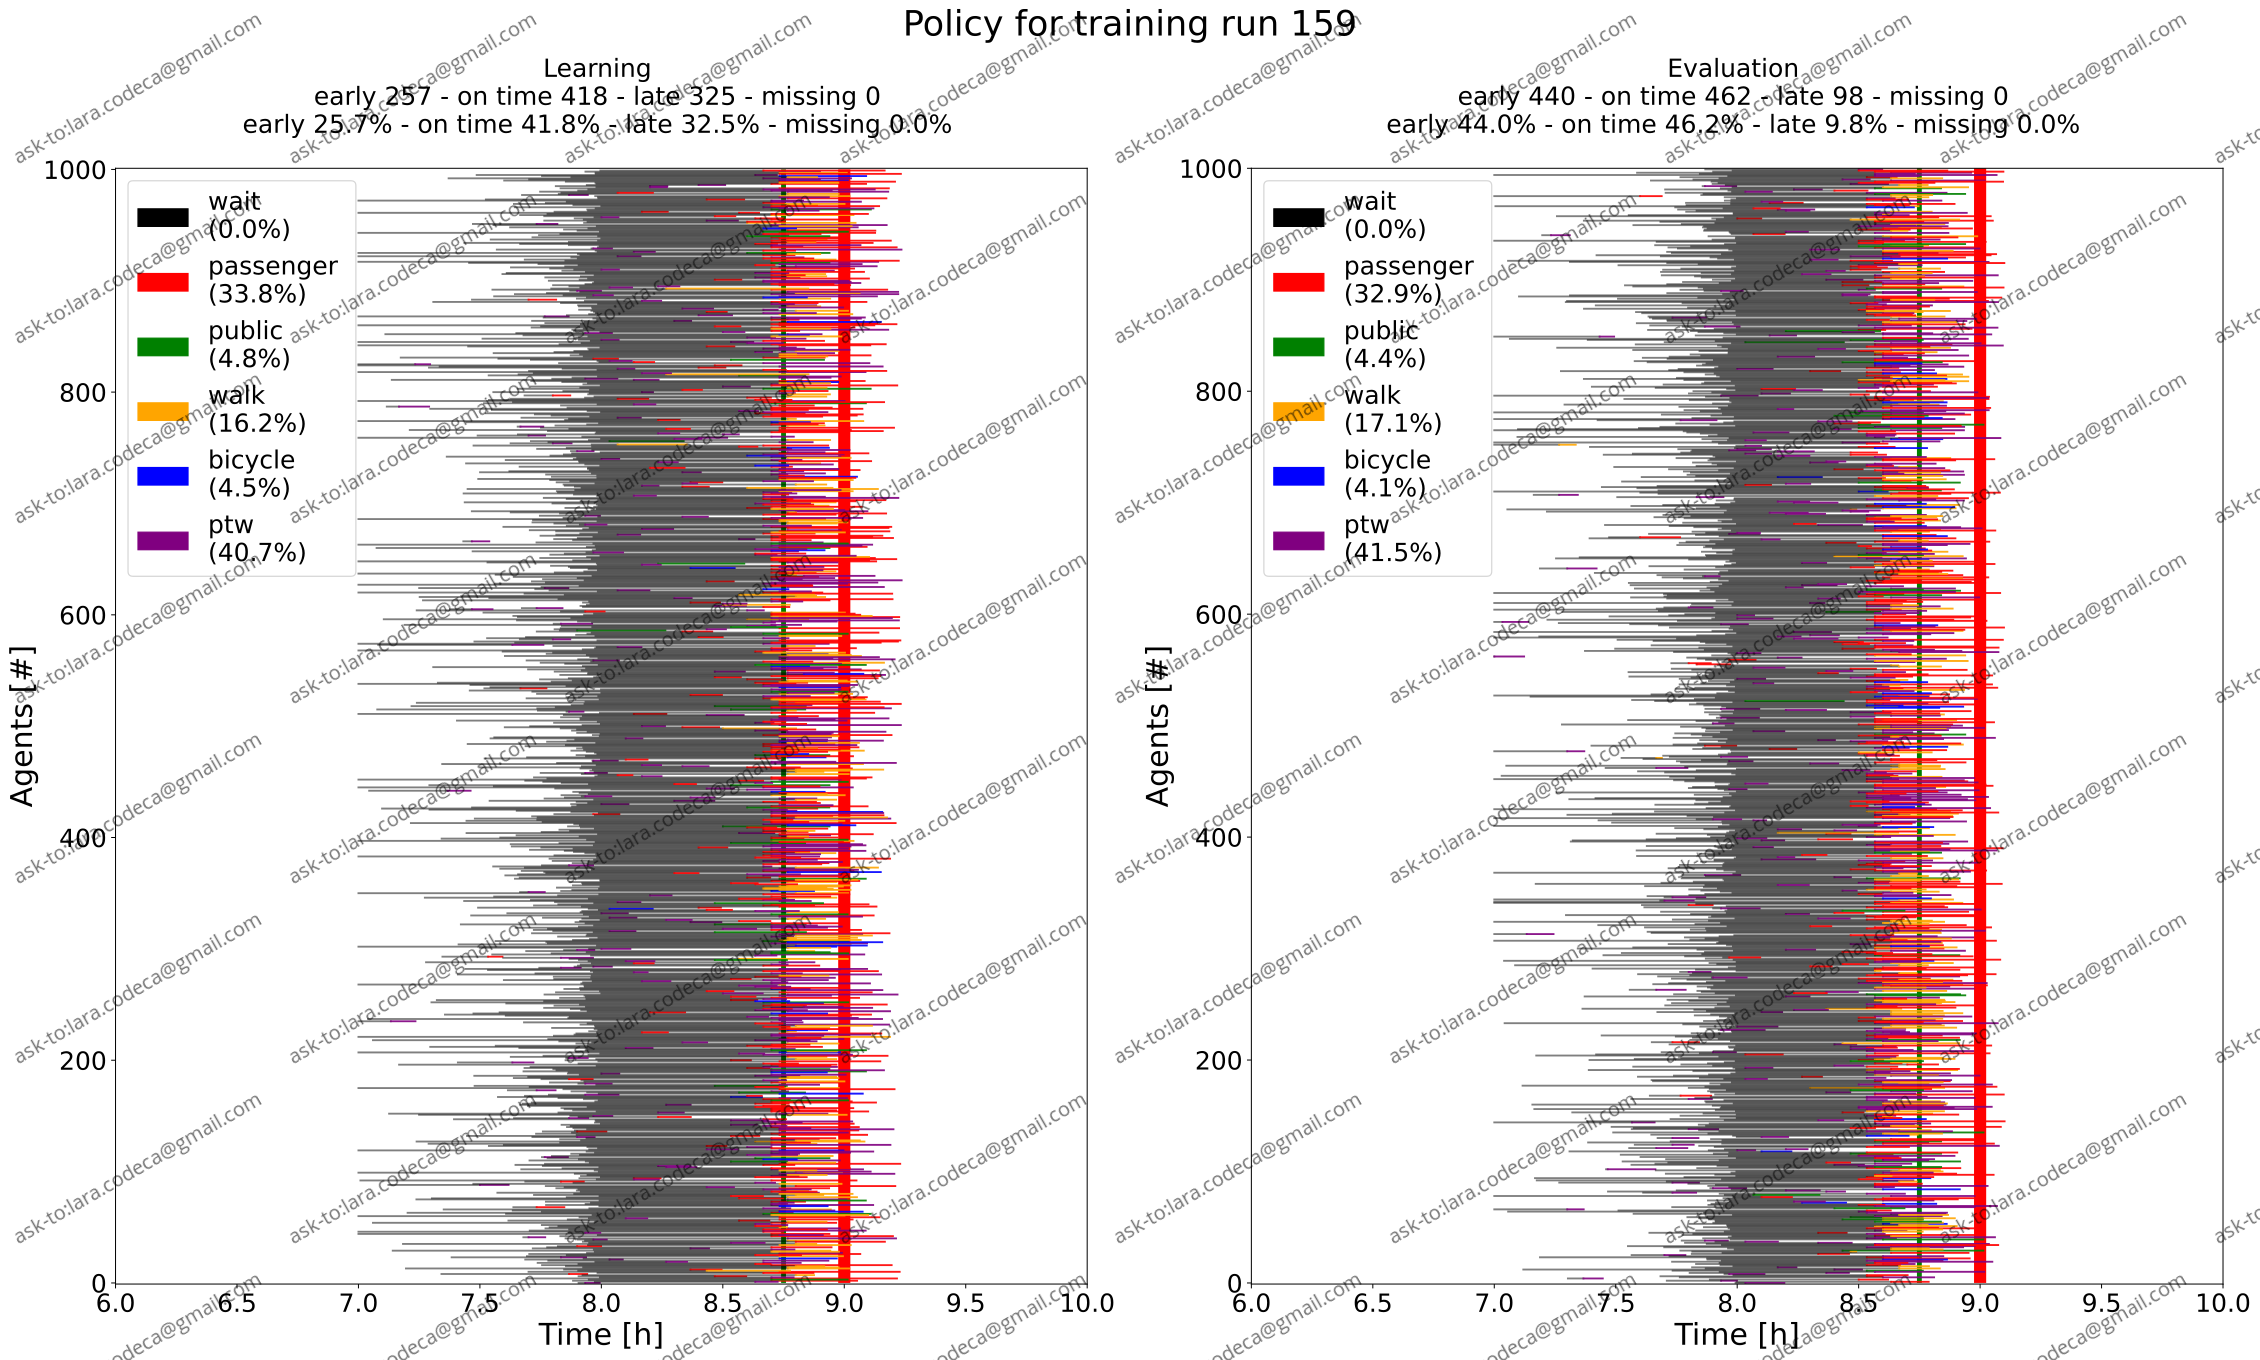 Policy for training run 159
Learning
early 257 - on time 418 - late 325 - missing 0
early 25.7% - on time 41.8% - late 32.5% - missing 0.0%
1000
800
600
400
200
0
Agents [#]
wait
(0.0%)
passenger
(33.8%)
public
(4.8%)
walk
(16.2%)
bicycle
(4.5%)
ptw
(40.7%)
6.0 6.5 7.0 7.5 8.0 8.5 9.0 9.5 10.0
Time [h]
Evaluation
early 440 - on time 462 - late 98 - missing 0
early 44.0% - on time 46.2% - late 9.8% - missing 0.0%
1000
800
600
400
200
0
Agents [#]
wait
(0.0%)
passenger
(32.9%)
public
(4.4%)
walk
(17.1%)
bicycle
(4.1%)
ptw
(41.5%)
6.0 6.5 7.0 7.5 8.0 8.5 9.0 9.5 10.0
Time [h]
ask-to:lara.codeca@gmail.com